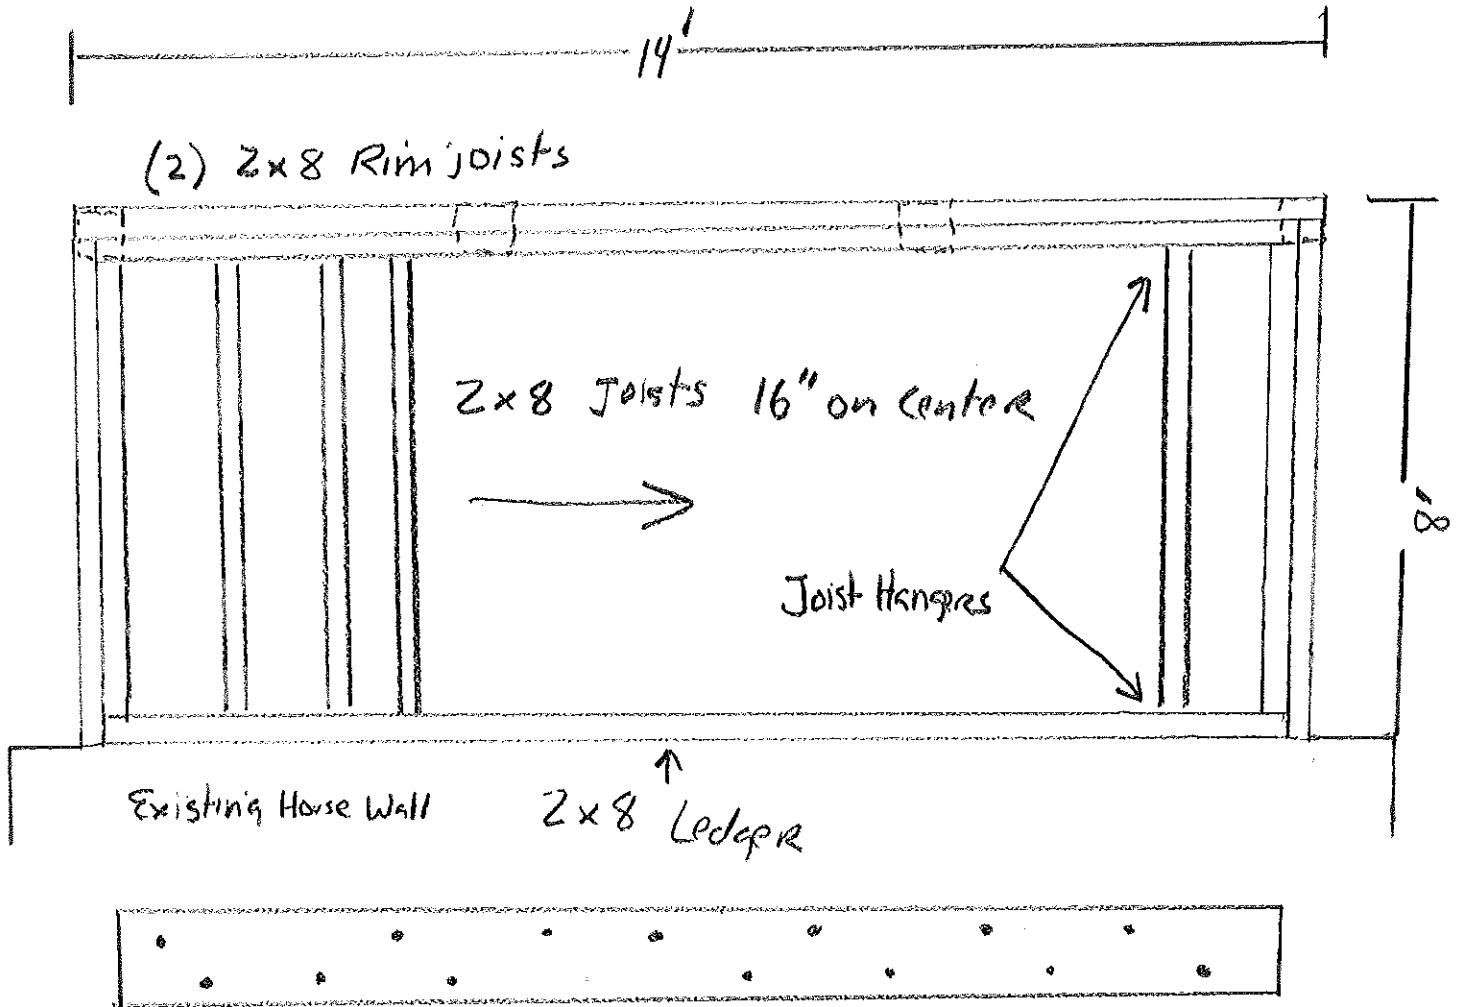 14'
(2) 2x8 Rim joists
2x8 Joists 16" on center
8'
Joist Hangers
Existing House Wall
2x8 Ledger